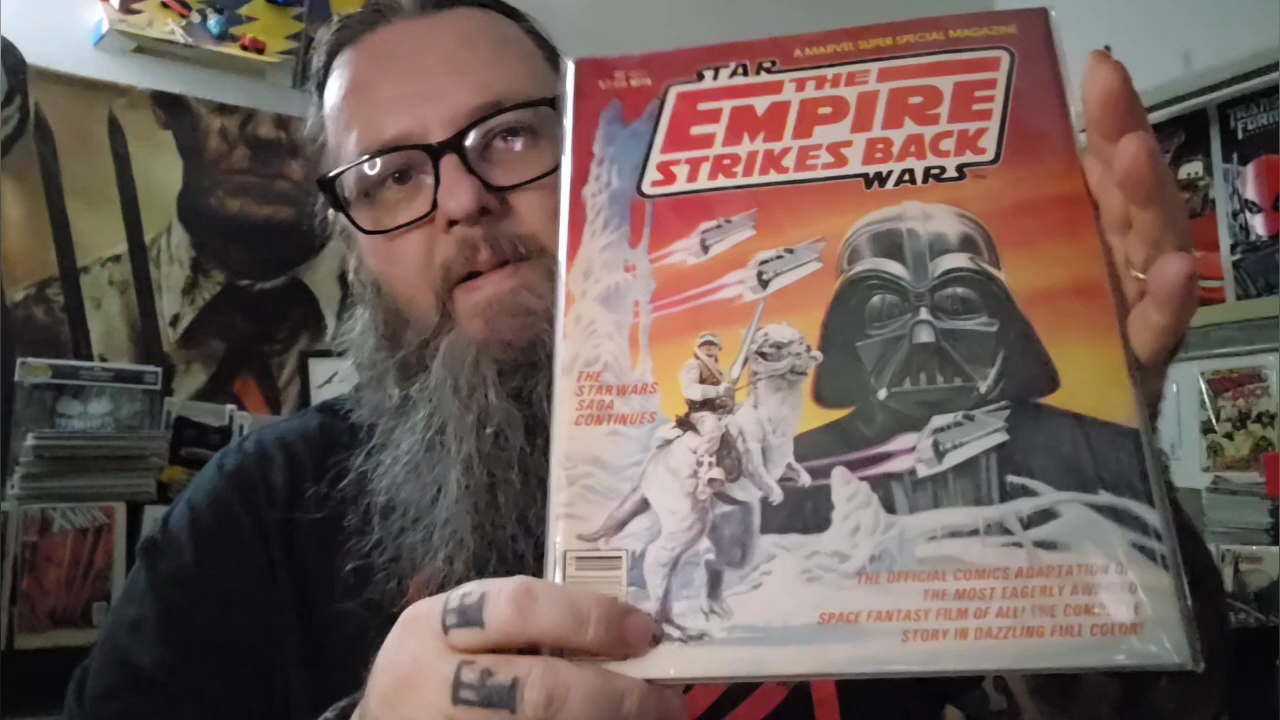 A MARVEL SUPER SPECIAL MAGAZINE
STAR
THE
EMPIRE
STRIKES BACK
WARS
THE
STAR WARS
SAGA
CONTINUES
THE OFFICIAL COMICS ADAPTATION
THE MOST EAGERLY
SPACE FANTASY FILM OF ALL! THE
STORY IN DAZZLING FULL COLOR!